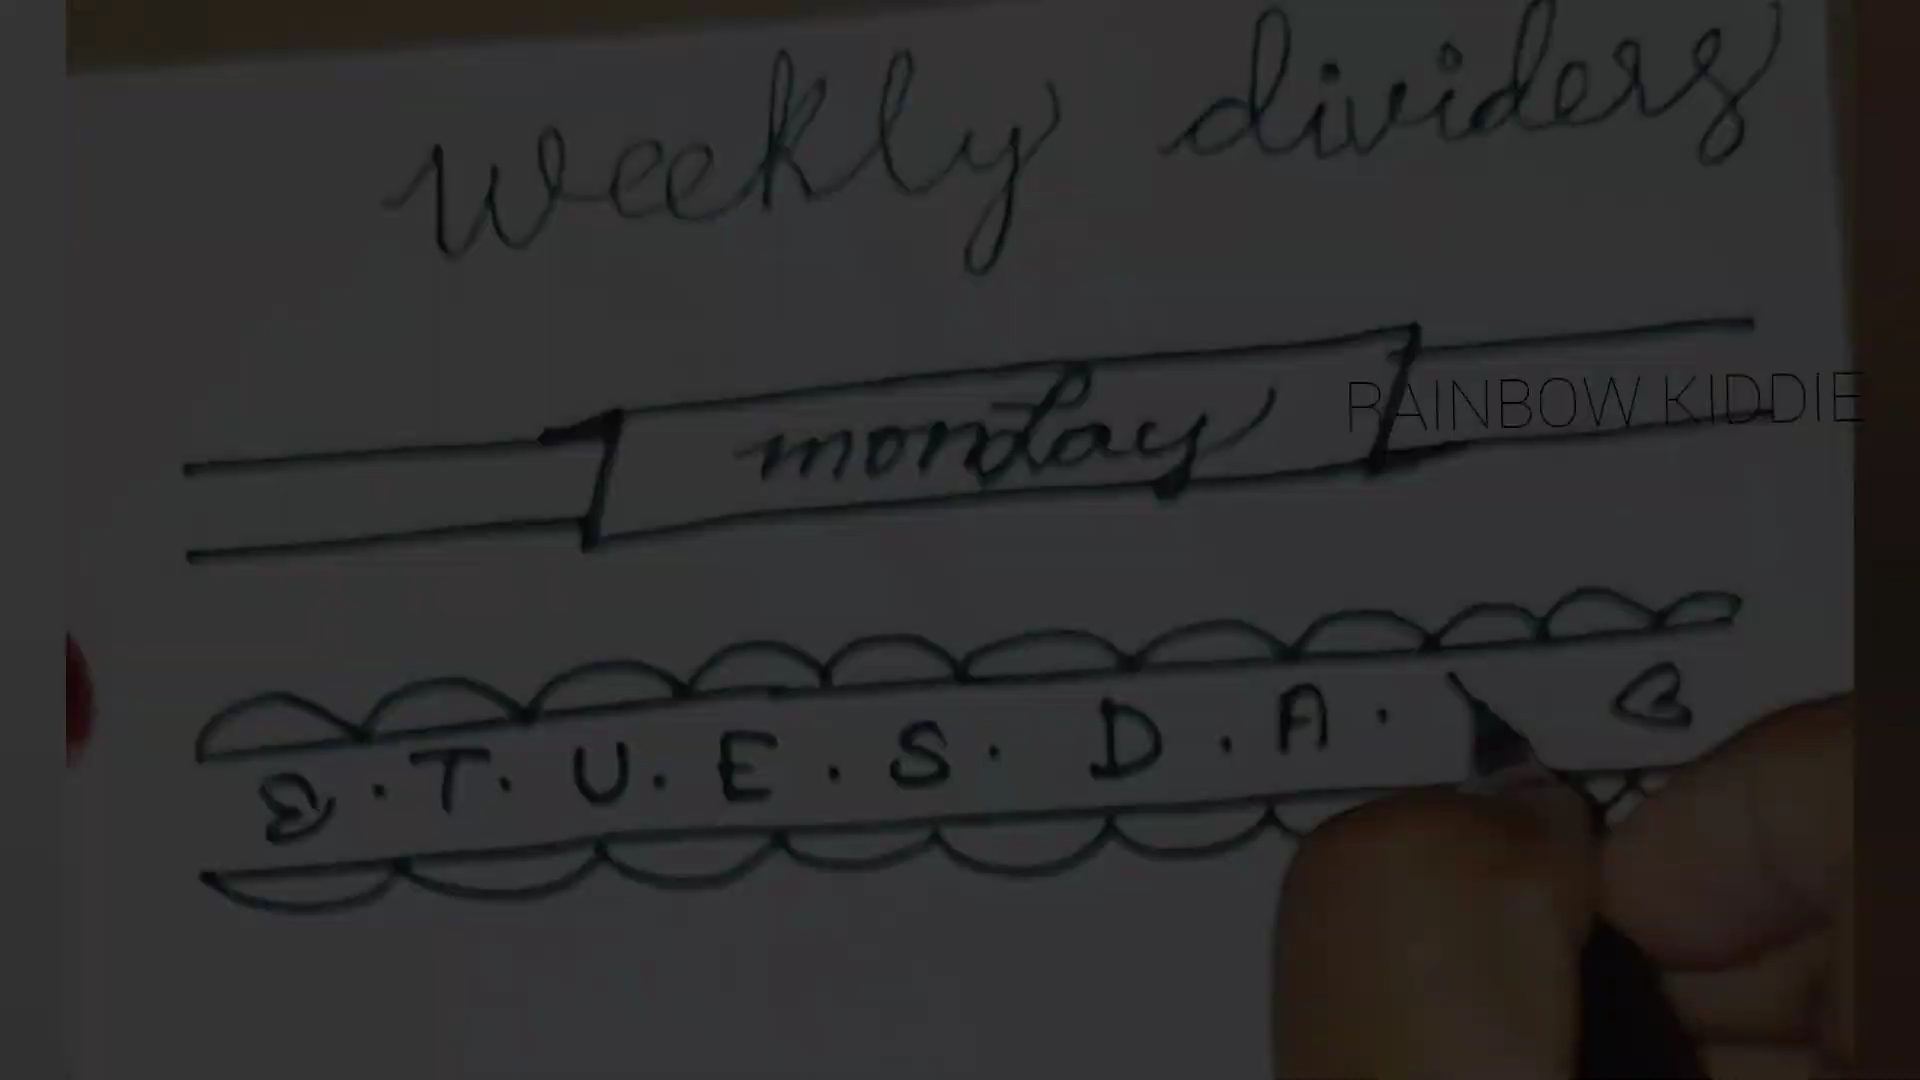 weekly dividers
monday
RAINBOW KIDDIE
. T. U. E. S. D. A.